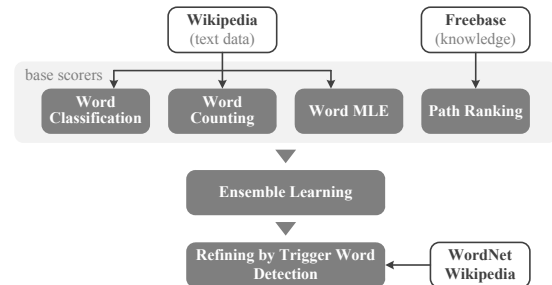 Wikipedia
(text data)
Freebase
(knowledge)
base scorers
Word
Classification
Word
Counting
Word MLE
Path Ranking
Ensemble Learning
Refining by Trigger Word
Detection
WordNet
Wikipedia